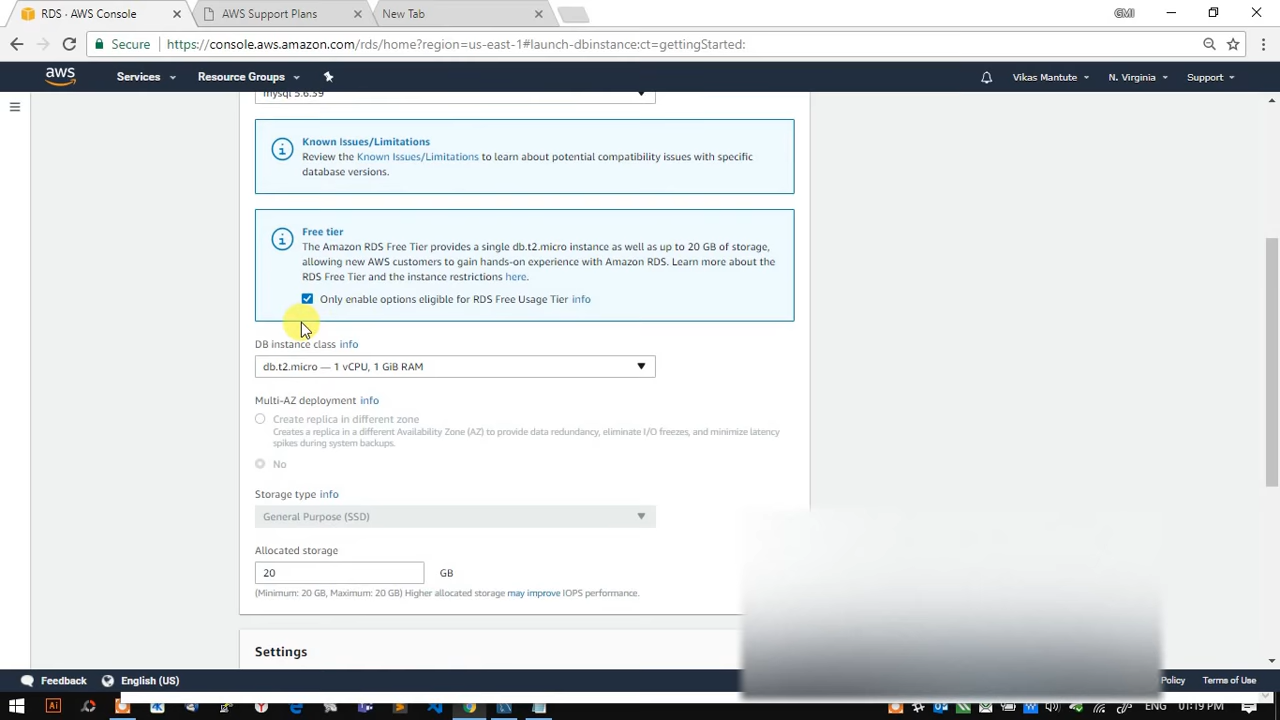 RDS - AWS Console
AWS Support Plans
New Tab
GMI
Secure
https://console.aws.amazon.com/rds/home?region=us-east-1#launch-dbinstance:ct=gettingStarted:
aws
Services
Resource Groups
Vikas Mantute
N. Virginia
Support
mysql 5.6.39
Known Issues/Limitations
Review the Known Issues/Limitations to learn about potential compatibility issues with specific
database versions.
Free tier
The Amazon RDS Free Tier provides a single db.t2.micro instance as well as up to 20 GB of storage,
allowing new AWS customers to gain hands-on experience with Amazon RDS. Learn more about the
RDS Free Tier and the instance restrictions here.
Only enable options eligible for RDS Free Usage Tier info
DB instance class info
db.t2.micro — 1 vCPU, 1 GiB RAM
Multi-AZ deployment info
Create replica in different zone
Creates a replica in a different Availability Zone (AZ) to provide data redundancy, eliminate I/O freezes, and minimize latency
spikes during system backups.
No
Storage type info
General Purpose (SSD)
Allocated storage
20 GB
(Minimum: 20 GB, Maximum: 20 GB) Higher allocated storage may improve IOPS performance.
Settings
Feedback
English (US)
Policy
Terms of Use
Ai
01:19 PM